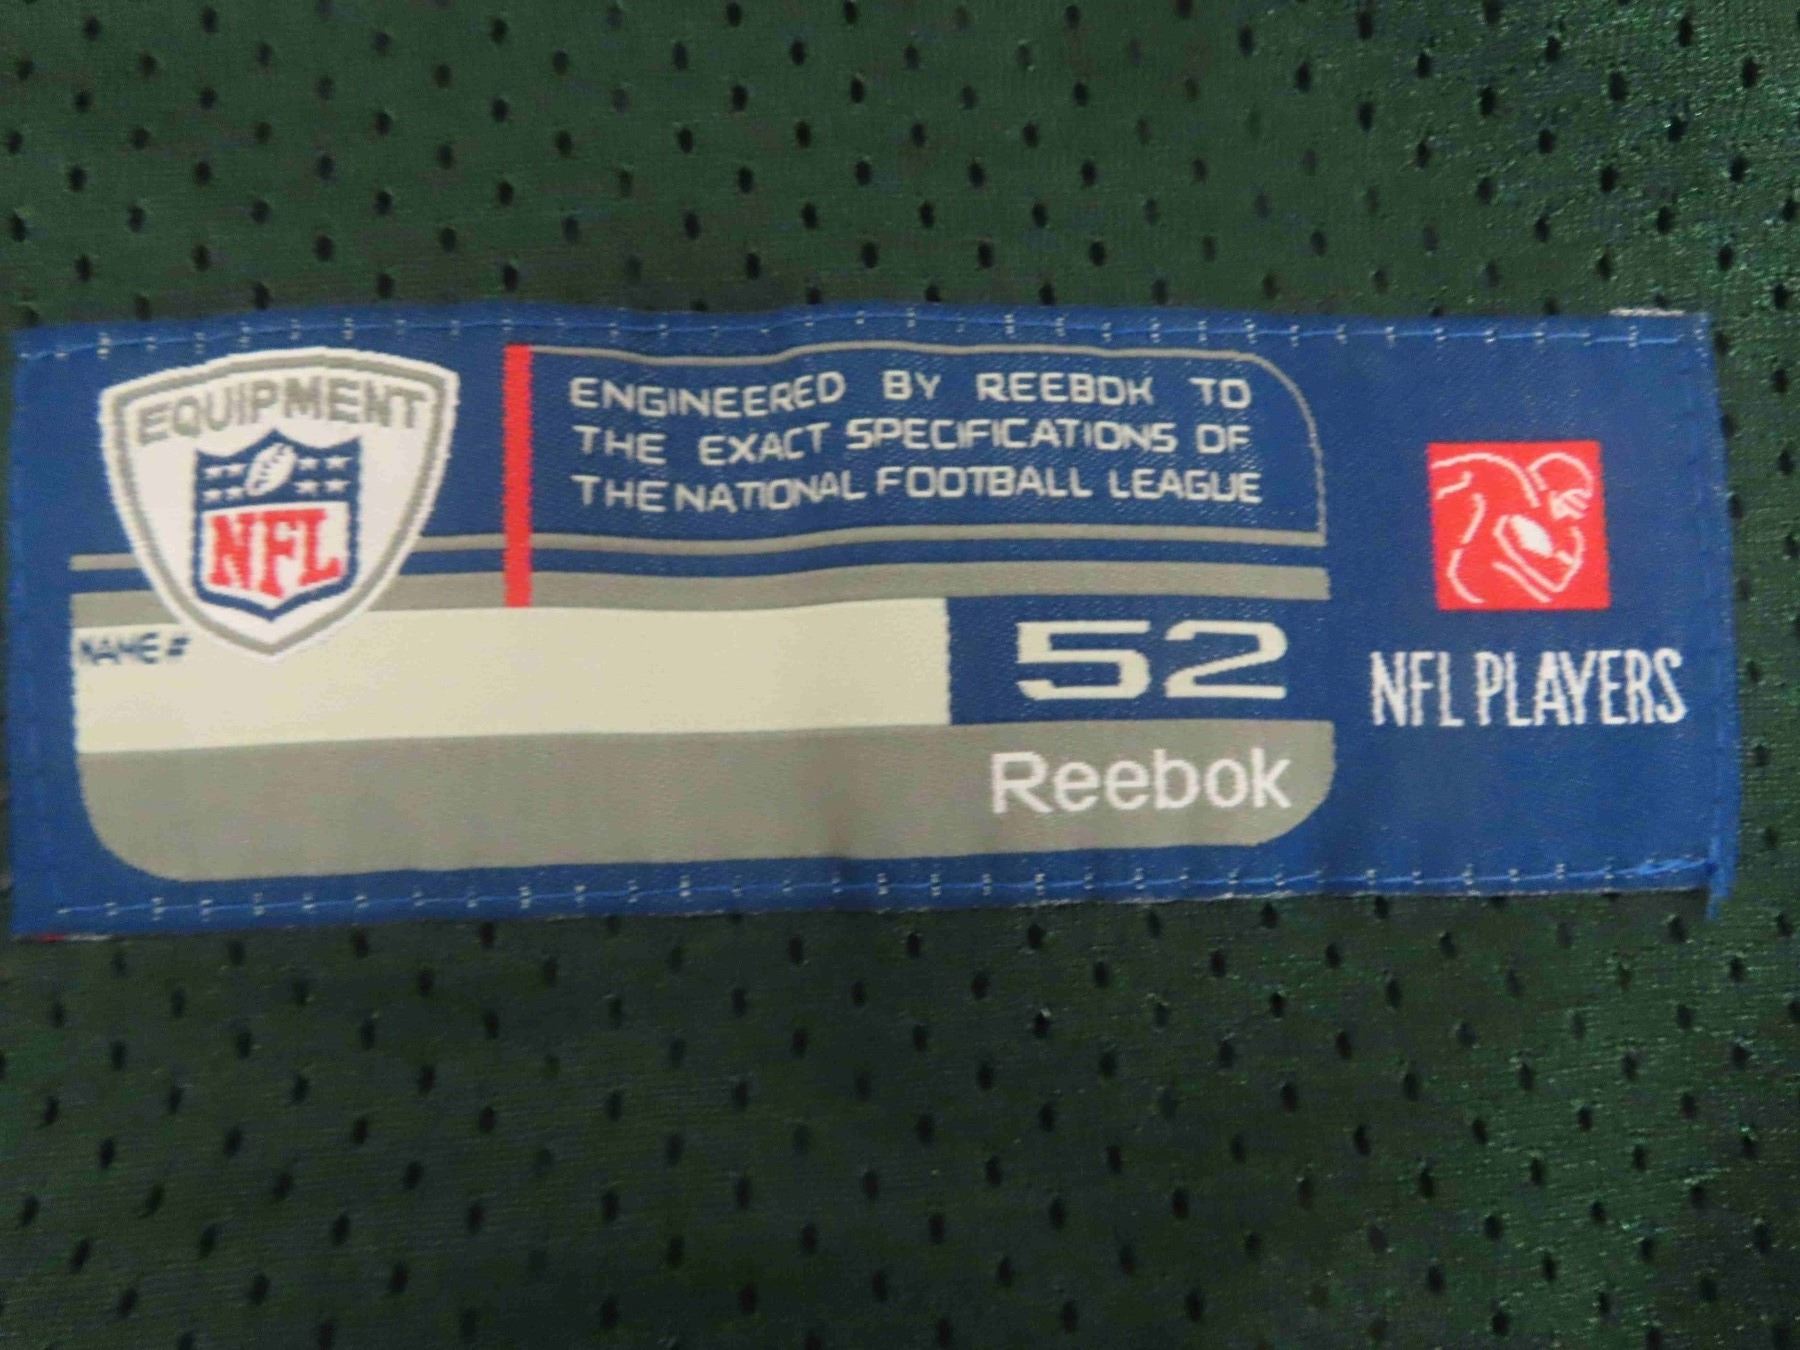 EQUIPMENT
NFL
ENGINEERED BY REEBOK TO
THE EXACT SPECIFICATIONS OF
THE NATIONAL FOOTBALL LEAGUE
NAME #
52
Reebok
NFL PLAYERS